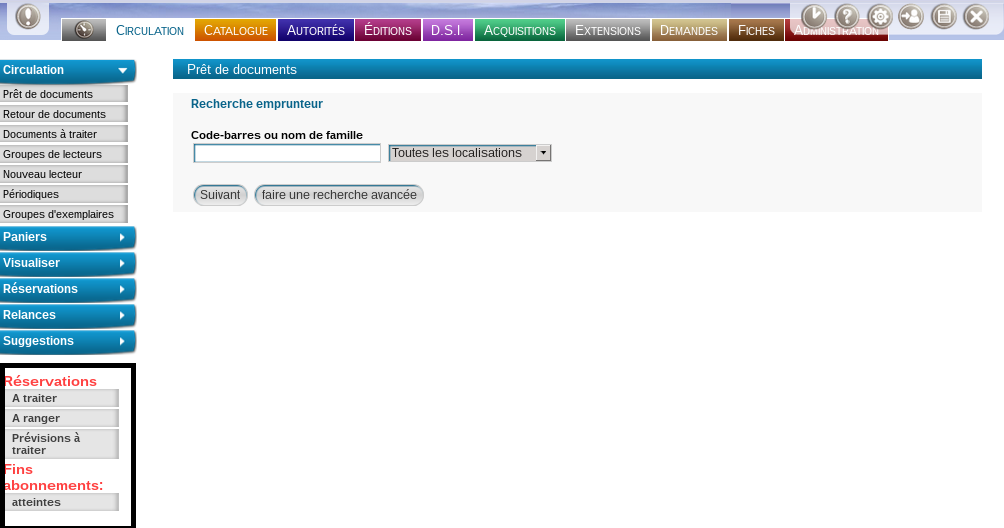 Circulation
Catalogue
Autorités
Éditions
D.S.I.
Acquisitions
Extensions
Demandes
Fiches
Administration
Circulation
Prêt de documents
Retour de documents
Documents à traiter
Groupes de lecteurs
Nouveau lecteur
Périodiques
Groupes d'exemplaires
Paniers
Visualiser
Réservations
Relances
Suggestions
Réservations
A traiter
A ranger
Prévisions à
traiter
Fins
abonnements:
atteintes
Prêt de documents
Recherche emprunteur
Code-barres ou nom de famille
Toutes les localisations
Suivant
faire une recherche avancée